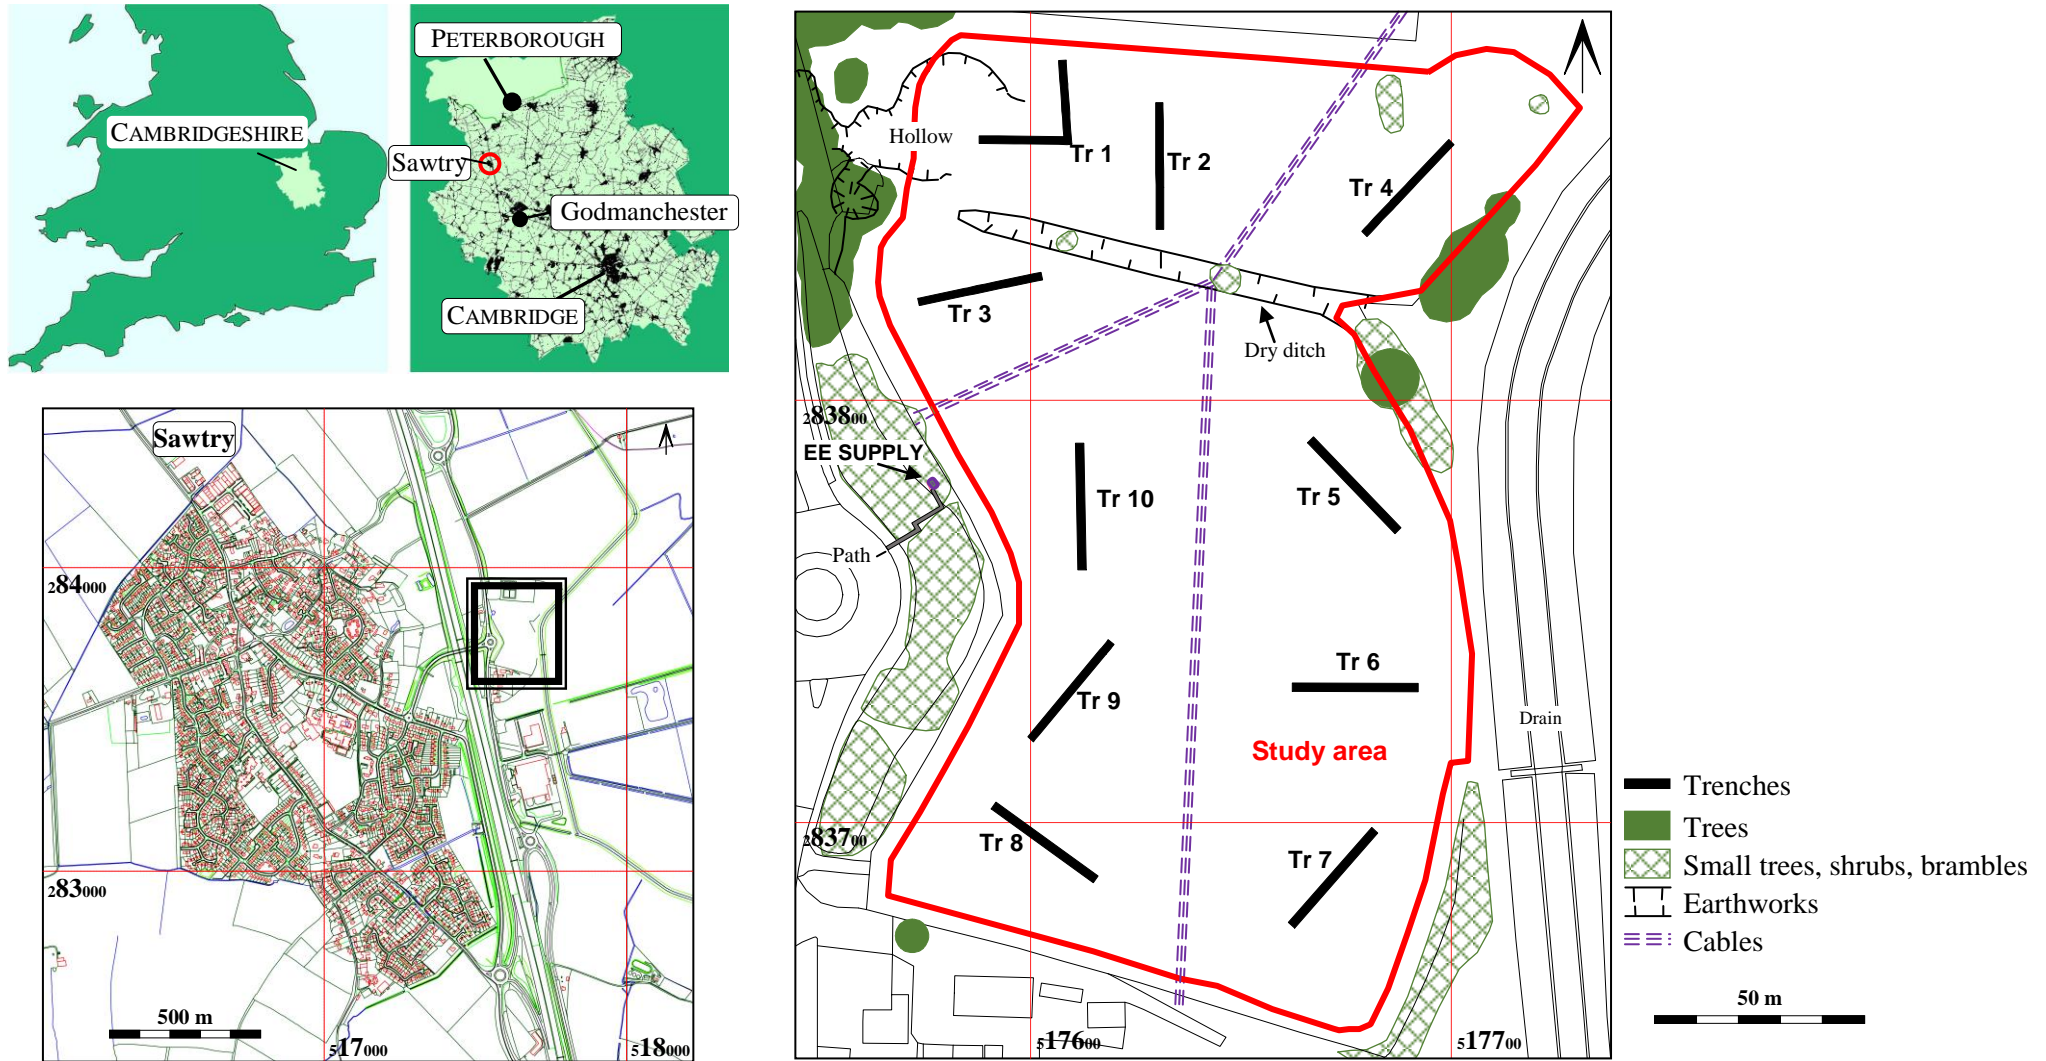 PETERBOROUGH
CAMBRIDGESHIRE
Sawtry
Godmanchester
CAMBRIDGE
Sawtry
284000
283000
500 m
517000
518000
Hollow
Tr 1
Tr 2
Tr 4
Tr 3
Dry ditch
283800
EE SUPPLY
Tr 10
Tr 5
Path
Tr 6
Tr 9
Drain
Study area
283700
Tr 8
Tr 7
517600
517700
Trenches
Trees
Small trees, shrubs, brambles
Earthworks
Cables
50 m